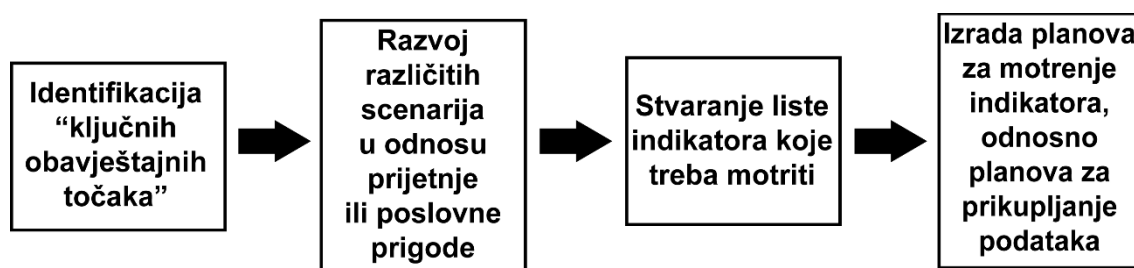 Identifikacija
“ključnih
obavještajnih
točaka”
Razvoj
različitih
scenarija
u odnosu
prijetnje
ili poslovne
prigode
Stvaranje liste
indikatora koje
treba motriti
Izrada planova
za motrenje
indikatora,
odnosno
planova za
prikupljanje
podataka